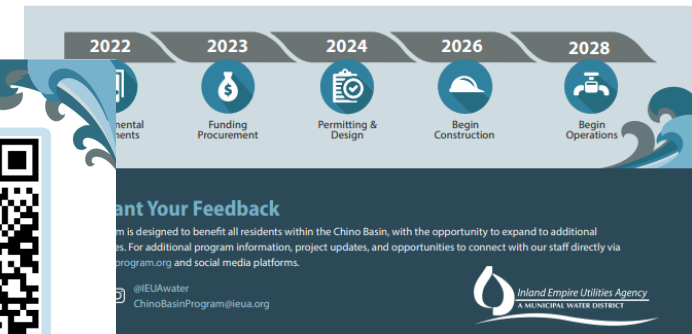 2022
2023
2024
2026
2028
Funding
Procurement
Permitting &
Design
Begin
Construction
Begin
Operations
Your Feedback
is designed to benefit all residents within the Chino Basin, with the opportunity to expand to additional
For additional program information, project updates, and opportunities to connect with our staff directly via
program.org and social media platforms.
@IEUAwater
ChinoBasinProgram@ieua.org
Inland Empire Utilities Agency
A MUNICIPAL WATER DISTRICT